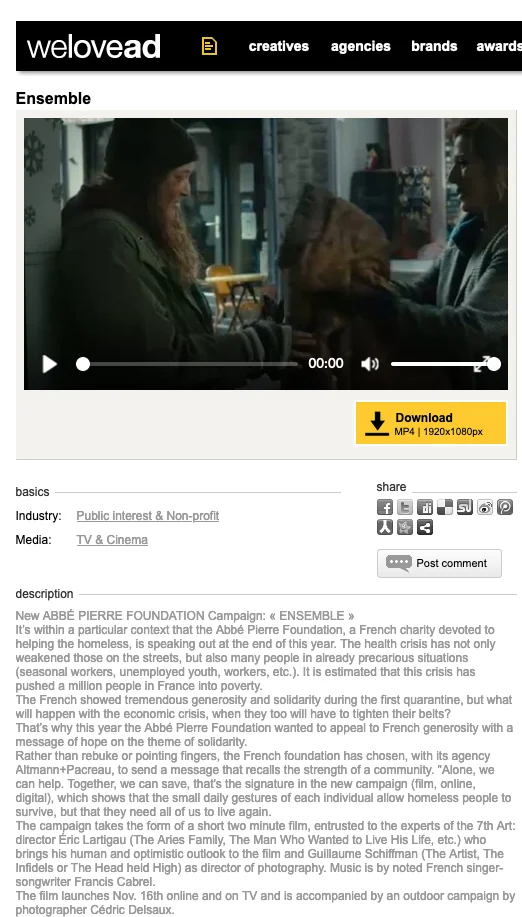 welovead
creatives agencies brands awards
Ensemble
00:00
Download
MP4 | 1920x1080px
basics
share
Industry: Public interest & Non-profit
Media: TV & Cinema
Post comment
description
New ABBÉ PIERRE FOUNDATION Campaign: « ENSEMBLE »
It's within a particular context that the Abbé Pierre Foundation, a French charity devoted to
helping the homeless, is speaking out at the end of this year. The health crisis has not only
weakened those on the streets, but also many people in already precarious situations
(seasonal workers, unemployed youth, workers, etc.). It is estimated that this crisis has
pushed a million people in France into poverty.
The French showed tremendous generosity and solidarity during the first quarantine, but what
will happen with the economic crisis, when they too will have to tighten their belts?
That's why this year the Abbé Pierre Foundation wanted to appeal to French generosity with a
message of hope on the theme of solidarity.
Rather than rebuke or pointing fingers, the French foundation has chosen, with its agency
Altmann+Pacreau, to send a message that recalls the strength of a community. "Alone, we
can help. Together, we can save, that's the signature in the new campaign (film, online,
digital), which shows that the small daily gestures of each individual allow homeless people to
survive, but that they need all of us to live again.
The campaign takes the form of a short two minute film, entrusted to the experts of the 7th Art:
director Éric Lartigau (The Aries Family, The Man Who Wanted to Live His Life, etc.) who
brings his human and optimistic outlook to the film and Guillaume Schiffman (The Artist, The
Infidels or The Head held High) as director of photography. Music is by noted French singer-
songwriter Francis Cabrel.
The film launches Nov. 16th online and on TV and is accompanied by an outdoor campaign by
photographer Cédric Delsaux.